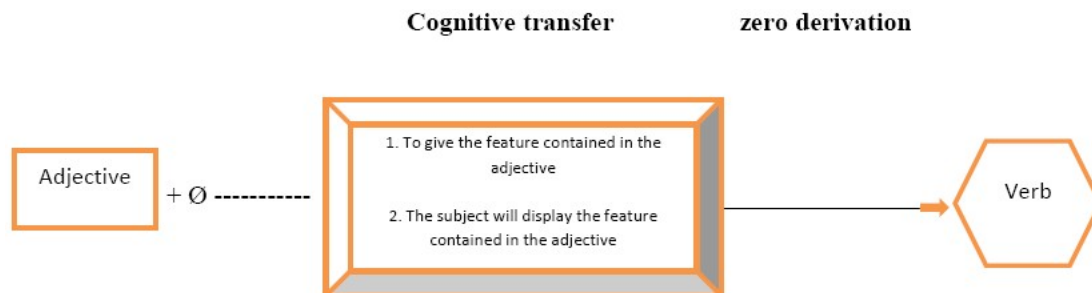 Cognitive transfer zero derivation
1. To give the feature contained in the
adjective
Adjective
+ Ø -----------
2. The subject will display the feature
contained in the adjective
Verb